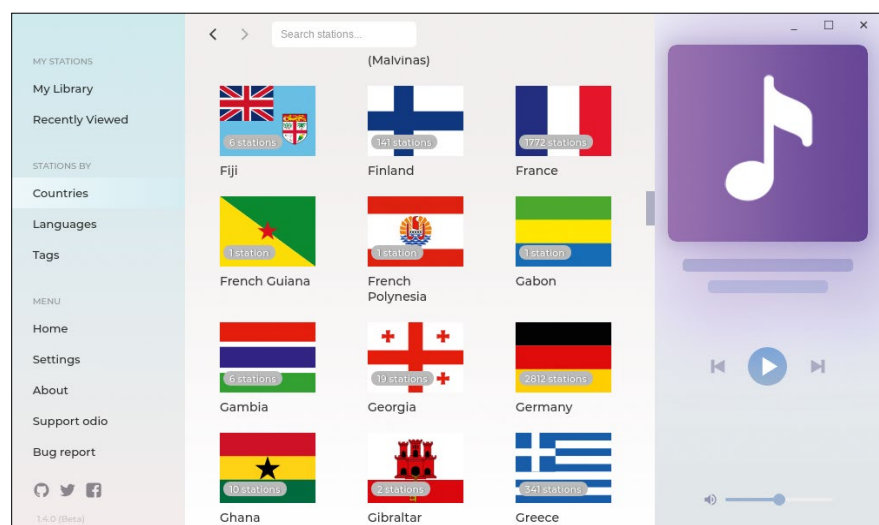 Search stations...
MY STATIONS
My Library
Recently Viewed
STATIONS BY
Countries
Languages
Tags
MENU
Home
Settings
About
Support odio
Bug report
1.4.0 (Beta)
(Malvinas)
6 stations
141 stations
1772 stations
Fiji
Finland
France
1 station
1 station
1 station
French Guiana
French
Polynesia
Gabon
6 stations
19 stations
2812 stations
Gambia
Georgia
Germany
10 stations
2 stations
341 stations
Ghana
Gibraltar
Greece